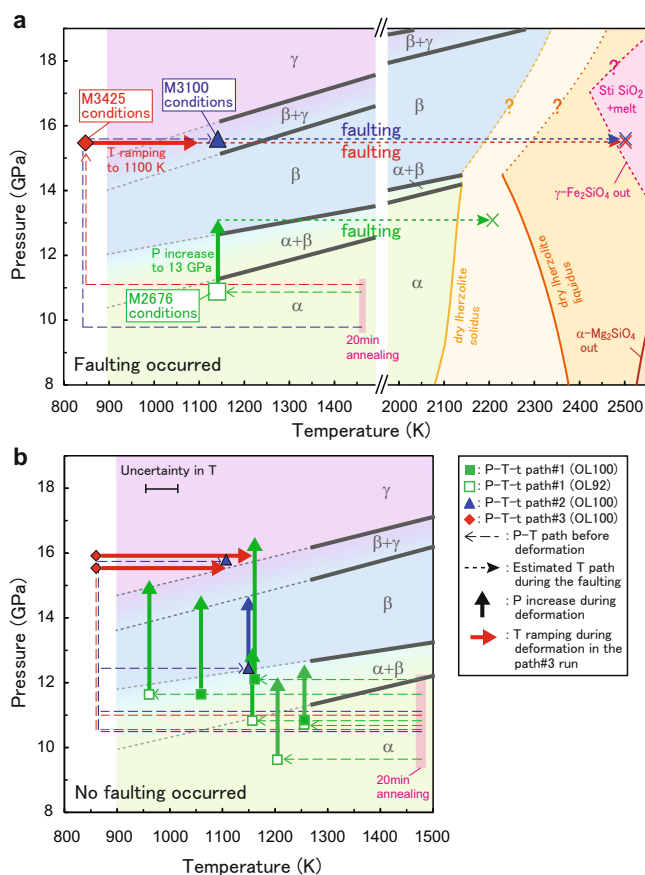 a
γ
β+γ
β+γ
M3425
conditions
M3100
conditions
T ramping
to 1100 K
faulting
faulting
β
β
α+β
α+β
P increase
to 13 GPa
faulting
M2676
conditions
α
α
20min
annealing
Faulting occurred
?
?
?
Sti SiO2
+melt
γ-Fe2SiO4 out
dry lherzolite
solidus
dry lherzolite
liquidus
α-Mg2SiO4
out
18
16
14
12
10
8
Pressure (GPa)
800 900 1000 1100 1200 1300 1400 2000 2100 2200 2300 2400 2500
Temperature (K)
b
Uncertainty in T
γ
β+γ
β
α+β
α
20min
annealing
No faulting occurred
18
16
14
12
10
8
Pressure (GPa)
800 900 1000 1100 1200 1300 1400 1500
Temperature (K)
: P-T-t path#1 (OL100)
: P-T-t path#1 (OL92)
: P-T-t path#2 (OL100)
: P-T-t path#3 (OL100)
: P-T path before
deformation
: Estimated T path
during the faulting
: P increase during
deformation
: T ramping during
deformation in the
path#3 run